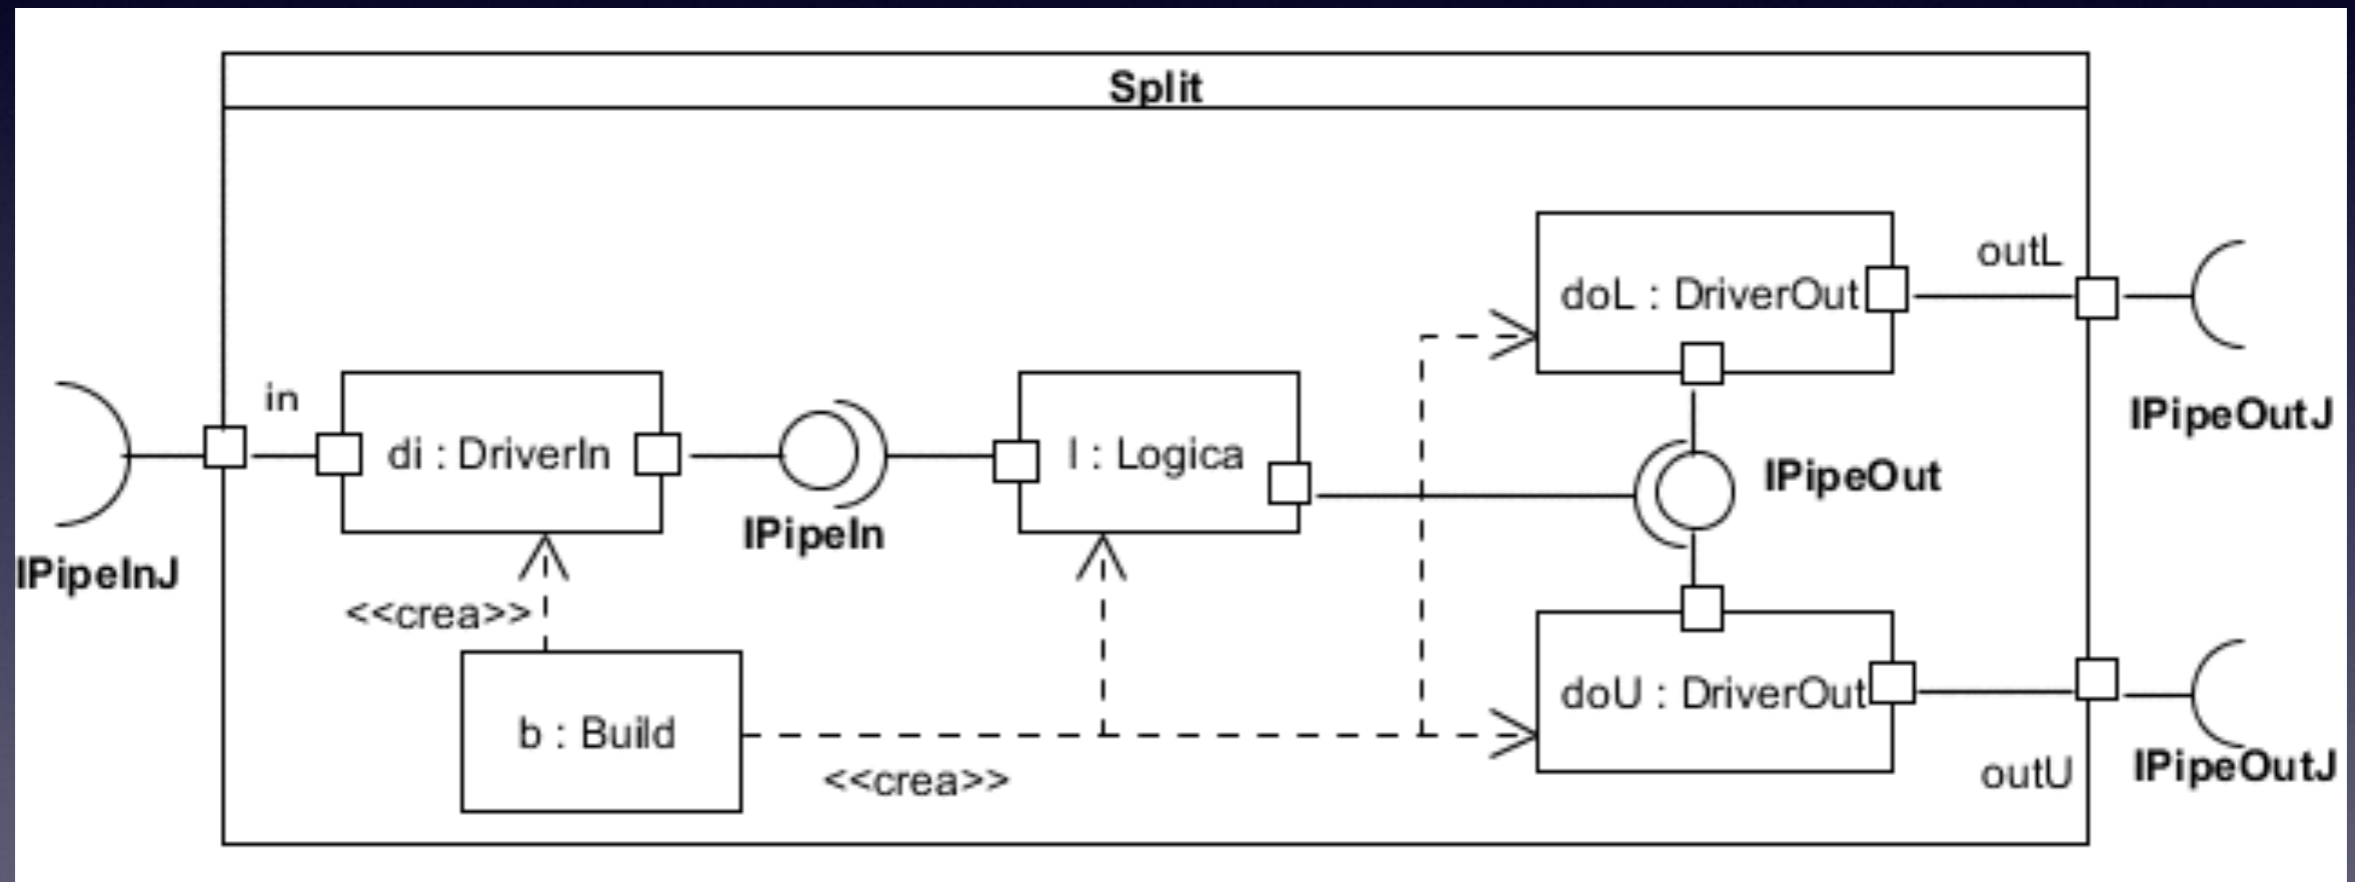 Split
outL
doL : DriverOut
in
IPipeOutJ
di : DriverIn
l : Logica
IPipeOut
IPipeIn
IPipeInJ
<<crea>>
doU : DriverOut
b : Build
<<crea>>
outU
IPipeOutJ